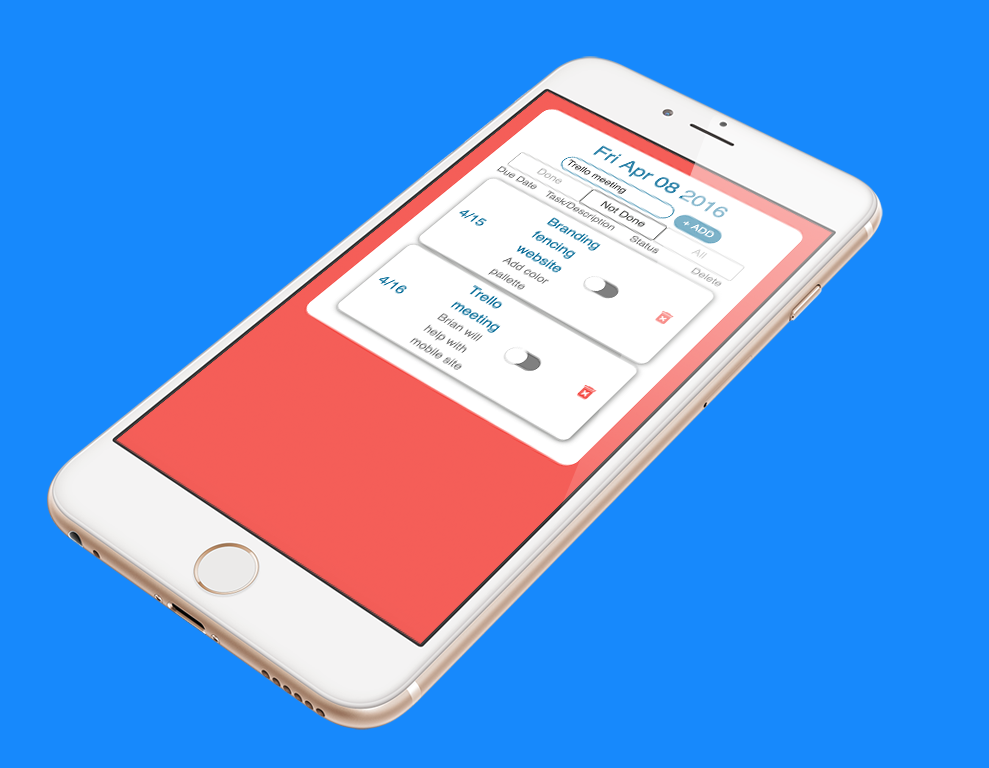 Fri Apr 08 2016
Trello meeting
+ ADD
Done
Not Done
All
Due Date
Task/Description
Status
Delete
4/15
Branding
fencing
website
Add color
pallette
4/16
Trello
meeting
Brian will
help with
mobile site